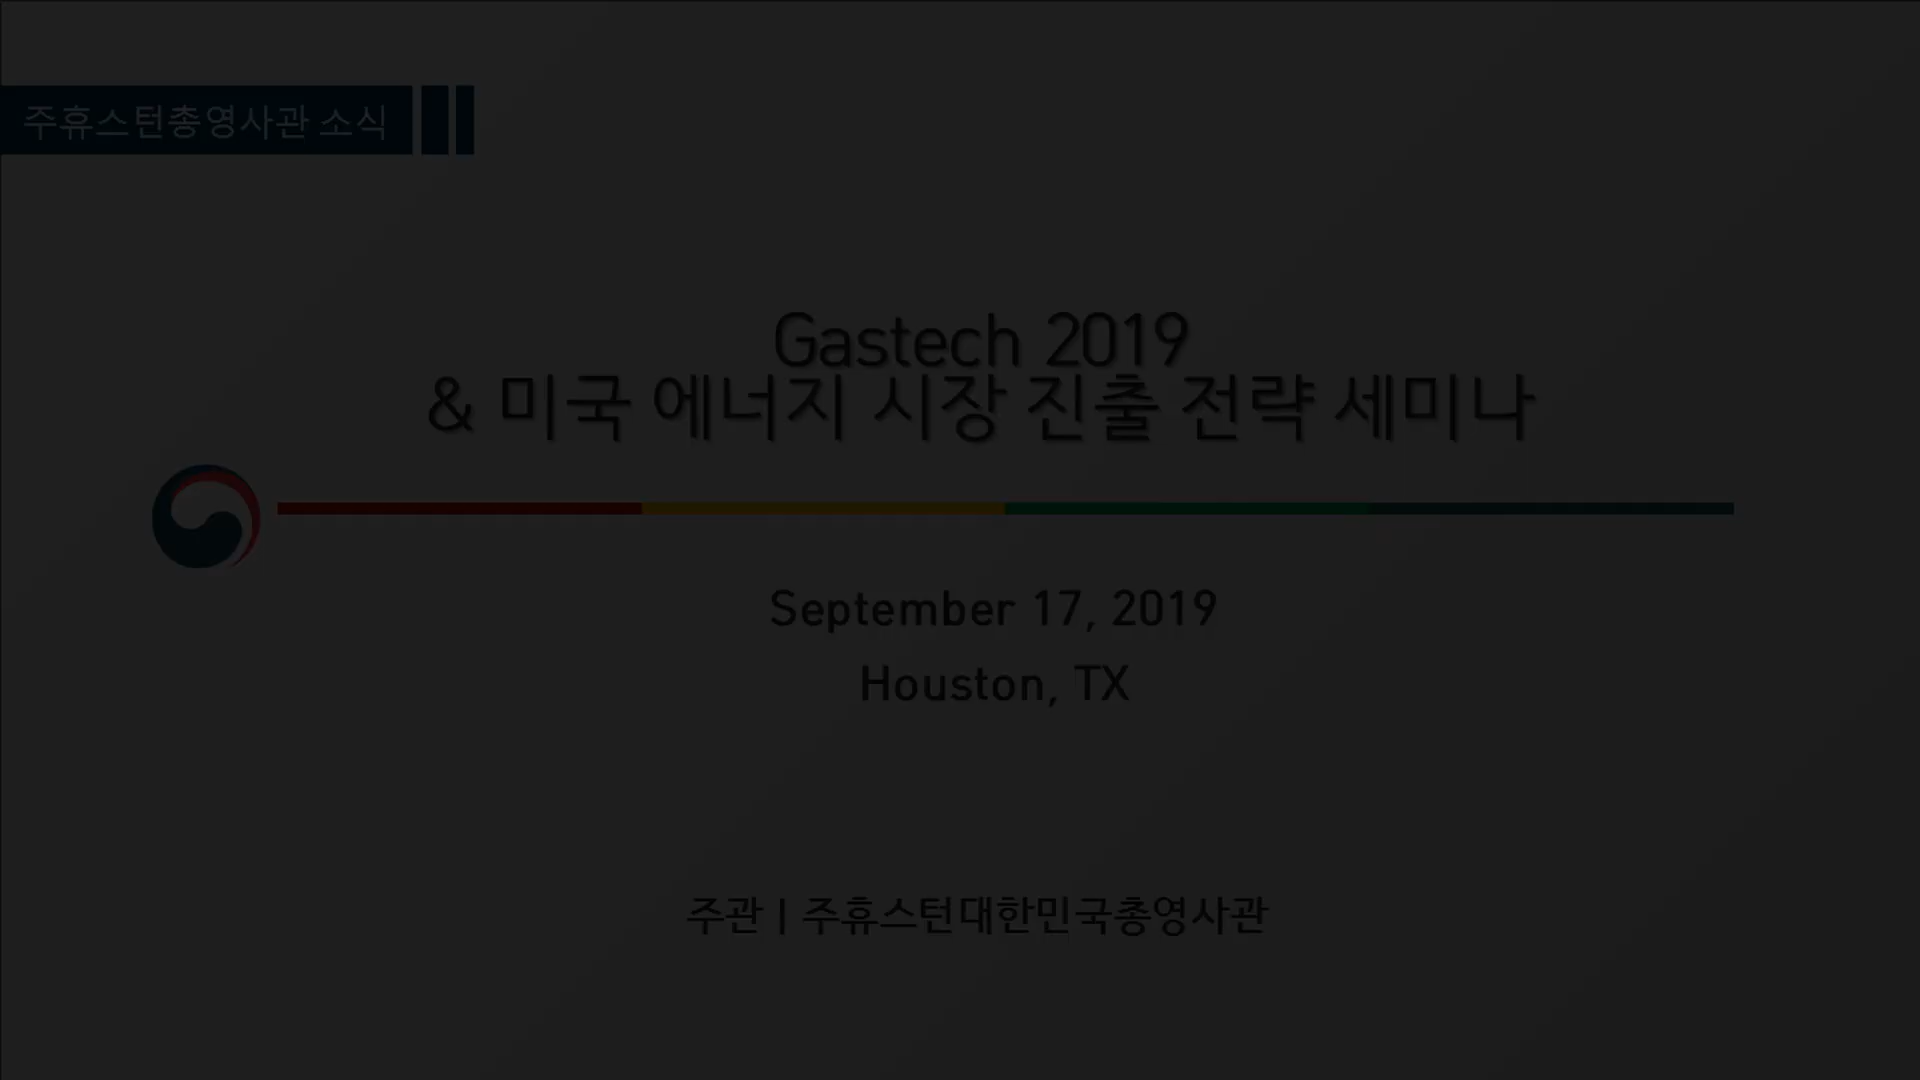 주휴스턴총영사관 소식
Gastech 2019
& 미국 에너지 시장 진출 전략 세미나
September 17, 2019
Houston, TX
주관 | 주휴스턴대한민국총영사관